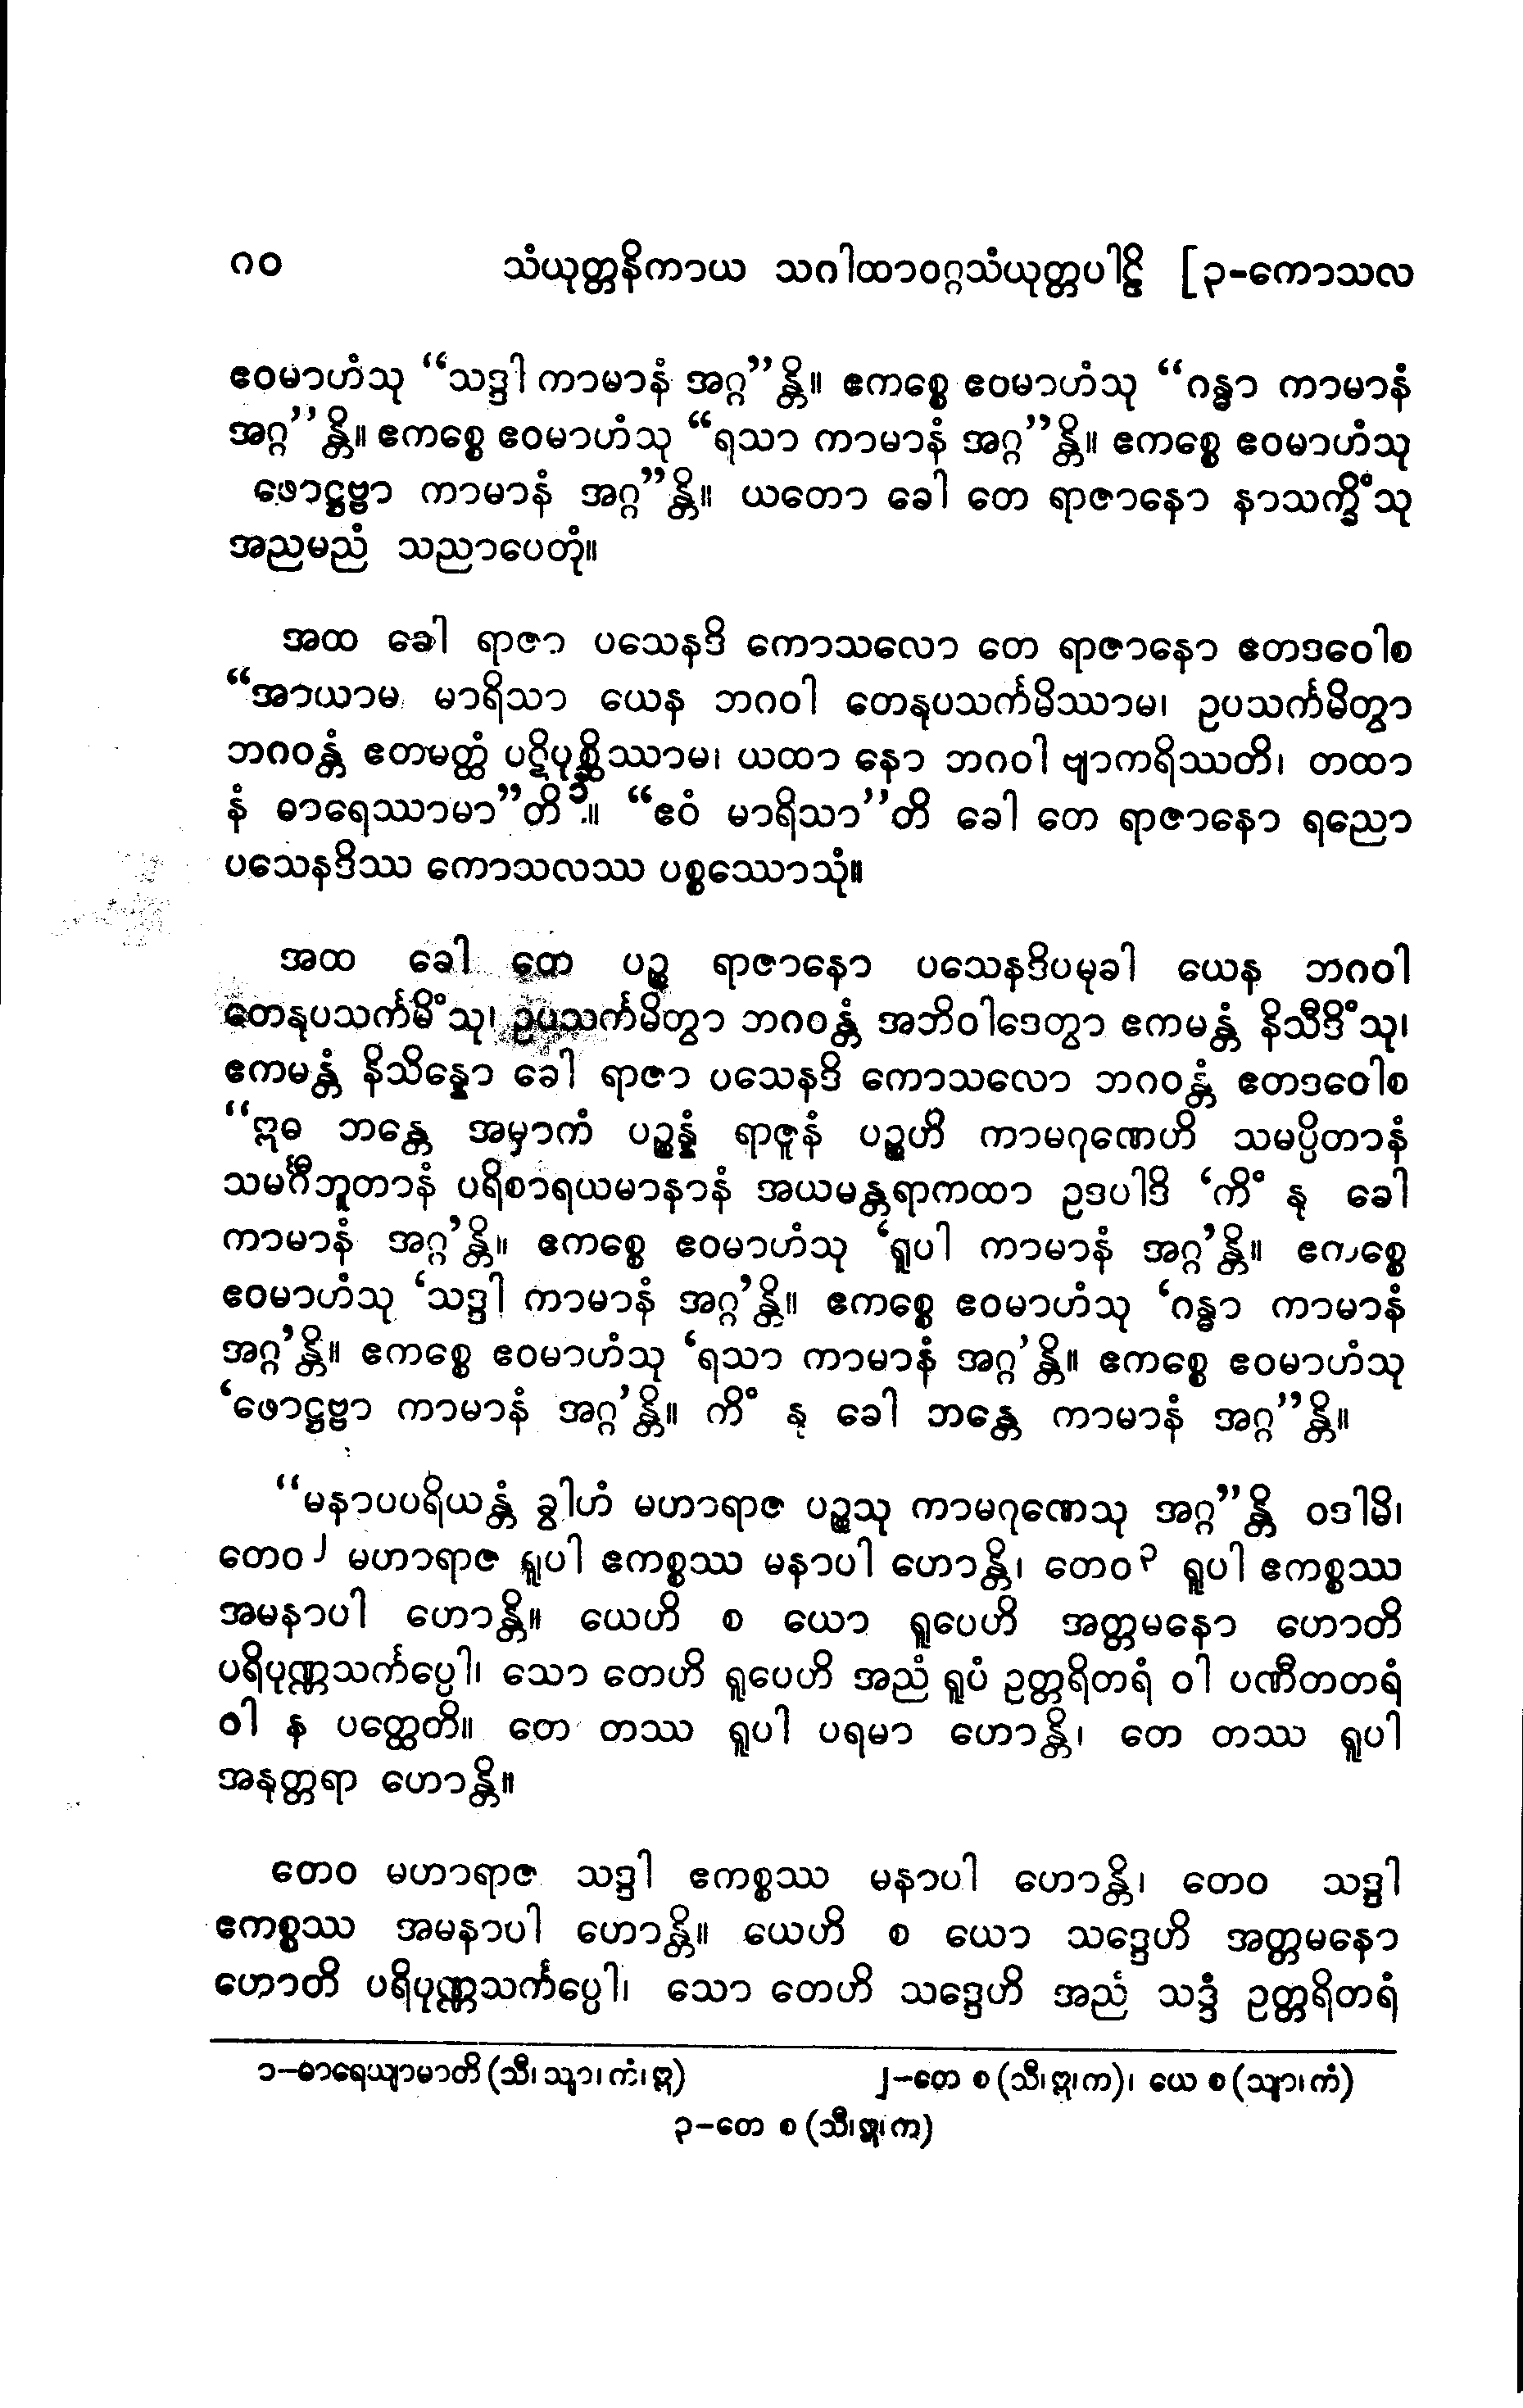 ဂ၀ သံယုတ္တနိကာယ သဂါထာဝဂ္ဂသံယုတ္တပါဠိ [၃-ကောသလ
ဧဝမာဟံသု “သဒ္ဒါ ကာမာနံ အဂ္ဂ”န္တိ။ ဧကစ္စေ ဧဝမာဟံသု “ဂန္ဓာ ကာမာနံ
အဂ္ဂ”န္တိ။ ဧကစ္စေ ဧဝမာဟံသု “ရသာ ကာမာနံ အဂ္ဂ”န္တိ။ ဧကစ္စေ ဧဝမာဟံသု
ဖောဋ္ဌဗ္ဗာ ကာမာနံ အဂ္ဂ”န္တိ။ ယတော ခေါ တေ ရာဇာနော နာသက္ခိံသု
အညမညံ သညာပေတုံ။
အထ ခေါ ရာဇာ ပသေနဒိ ကောသလော တေ ရာဇာနော ဧတဒဝေါစ
“အာယာမ မာရိသာ ယေန ဘဂဝါ တေနုပသင်္ကမိဿာမ၊ ဥပသင်္ကမိတွာ
ဘဂဝန္တံ ဧတမတ္ထံ ပဋိပုစ္ဆိဿာမ၊ ယထာ နော ဘဂဝါ ဗျာကရိဿတိ၊ တထာ
နံ ဓာရေဿာမာ”တိ၁။ “ဧဝံ မာရိသာ”တိ ခေါ တေ ရာဇာနော ရညော
ပသေနဒိဿ ကောသလဿ ပစ္စဿောသုံ။
အထ ခေါ တေ ပဉ္စ ရာဇာနော ပသေနဒိပမုခါ ယေန ဘဂဝါ
တေနုပသင်္ကမိံသု၊ ဥပသင်္ကမိတွာ ဘဂဝန္တံ အဘိဝါဒေတွာ ဧကမန္တံ နိသီဒိံသု၊
ဧကမန္တံ နိသိန္နော ခေါ ရာဇာ ပသေနဒိ ကောသလော ဘဂဝန္တံ ဧတဒဝေါစ
“ဣဓ ဘန္တေ အမှာကံ ပဉ္စန္နံ ရာဇူနံ ပဉ္စဟိ ကာမဂုဏေဟိ သမပ္ပိတာနံ
သမင်္ဂီဘူတာနံ ပရိစာရယမာနာနံ အယမန္တရာကထာ ဥဒပါဒိ ‘ကိံ နု ခေါ
ကာမာနံ အဂ္ဂ’န္တိ။ ဧကစ္စေ ဧဝမာဟံသု ‘ရူပါ ကာမာနံ အဂ္ဂ’န္တိ။ ဧကစ္စေ
ဧဝမာဟံသု ‘သဒ္ဒါ ကာမာနံ အဂ္ဂ’န္တိ။ ဧကစ္စေ ဧဝမာဟံသု ‘ဂန္ဓာ ကာမာနံ
အဂ္ဂ’န္တိ။ ဧကစ္စေ ဧဝမာဟံသု ‘ရသာ ကာမာနံ အဂ္ဂ’န္တိ။ ဧကစ္စေ ဧဝမာဟံသု
‘ဖောဋ္ဌဗ္ဗာ ကာမာနံ အဂ္ဂ’န္တိ။ ကိံ နု ခေါ ဘန္တေ ကာမာနံ အဂ္ဂ”န္တိ။
“မနာပပရိယန္တံ ခွါဟံ မဟာရာဇ ပဉ္စသု ကာမဂုဏေသု အဂ္ဂ”န္တိ ဝဒါမိ၊
တေဝ၂ မဟာရာဇ ရူပါ ဧကစ္စဿ မနာပါ ဟောန္တိ၊ တေဝ၃ ရူပါ ဧကစ္စဿ
အမနာပါ ဟောန္တိ။ ယေဟိ စ ယော ရူပေဟိ အတ္တမနော ဟောတိ
ပရိပုဏ္ဏသင်္ကပ္ပေါ၊ သော တေဟိ ရူပေဟိ အညံ ရူပံ ဥတ္တရိတရံ ဝါ ပဏီတတရံ
ဝါ န ပတ္ထေတိ။ တေ တဿ ရူပါ ပရမာ ဟောန္တိ၊ တေ တဿ ရူပါ
အနုတ္တရာ ဟောန္တိ။
တေဝ မဟာရာဇ သဒ္ဒါ ဧကစ္စဿ မနာပါ ဟောန္တိ၊ တေဝ သဒ္ဒါ
ဧကစ္စဿ အမနာပါ ဟောန္တိ။ ယေဟိ စ ယော သဒ္ဒေဟိ အတ္တမနော
ဟောတိ ပရိပုဏ္ဏသင်္ကပ္ပေါ၊ သော တေဟိ သဒ္ဒေဟိ အညံ သဒ္ဒံ ဥတ္တရိတရံ
၁-ဓာရေယျာမာတိ (သီ၊ သျာ၊ ကံ၊ ဣ) ၂-တေ စ (သီ၊ ဣ၊ က)၊ ယေ စ (သျာ၊ ကံ)
၃-တေ စ (သီ၊ ဣ၊ က)